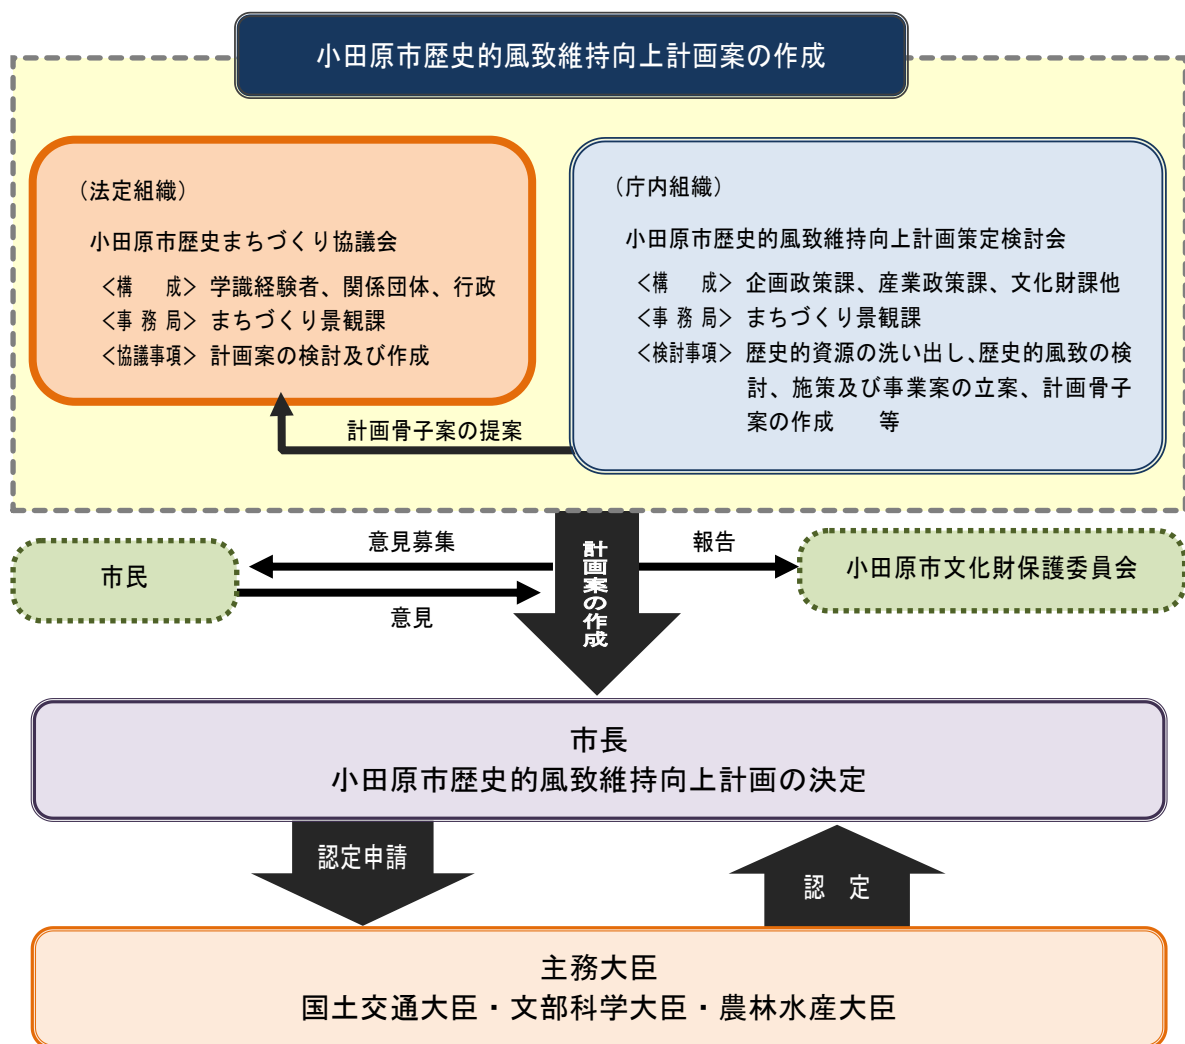 小田原市歴史的風致維持向上計画案の作成
（法定組織）
小田原市歴史まちづくり協議会
＜構　成＞ 学識経験者、関係団体、行政
＜事 務 局＞ まちづくり景観課
＜協議事項＞ 計画案の検討及び作成
（庁内組織）
小田原市歴史的風致維持向上計画策定検討会
＜構　成＞ 企画政策課、産業政策課、文化財課他
＜事 務 局＞ まちづくり景観課
＜検討事項＞ 歴史的資源の洗い出し、歴史的風致の検
討、施策及び事業案の立案、計画骨子
案の作成　　等
計画骨子案の提案
計画案の作成
意見募集
報告
市民
小田原市文化財保護委員会
意見
市長
小田原市歴史的風致維持向上計画の決定
認定申請
認　定
主務大臣
国土交通大臣・文部科学大臣・農林水産大臣